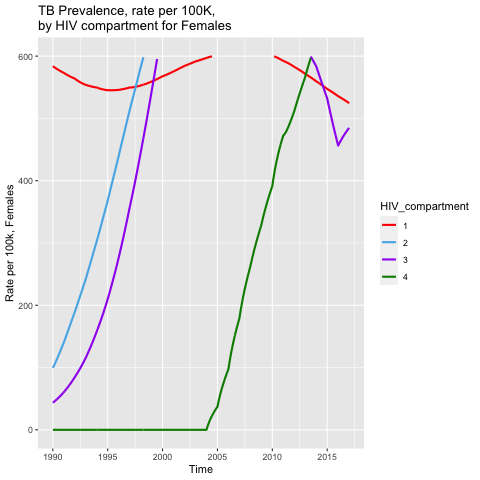 TB Prevalence, rate per 100K,
by HIV compartment for Females
Rate per 100k, Females
600
400
200
0
1990
1995
2000
2005
2010
2015
Time
HIV_compartment
1
2
3
4